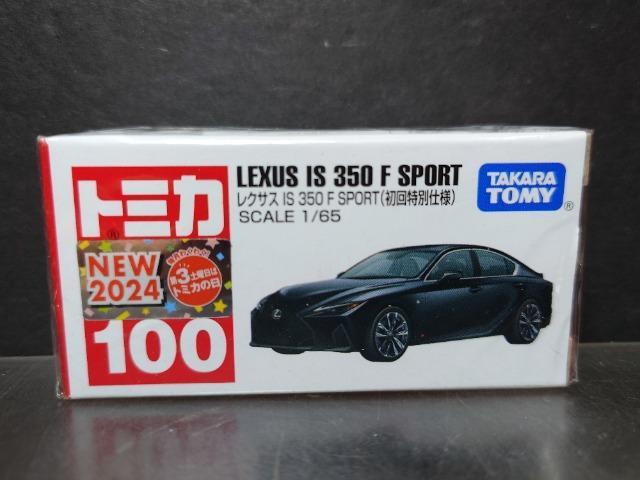 LEXUS IS 350 F SPORT
レクサス IS 350 F SPORT(初回特別仕様)
SCALE 1/65
TAKARA
TOMY®
トミカ
®
NEW
2024
第3土曜日は
トミカの日
100